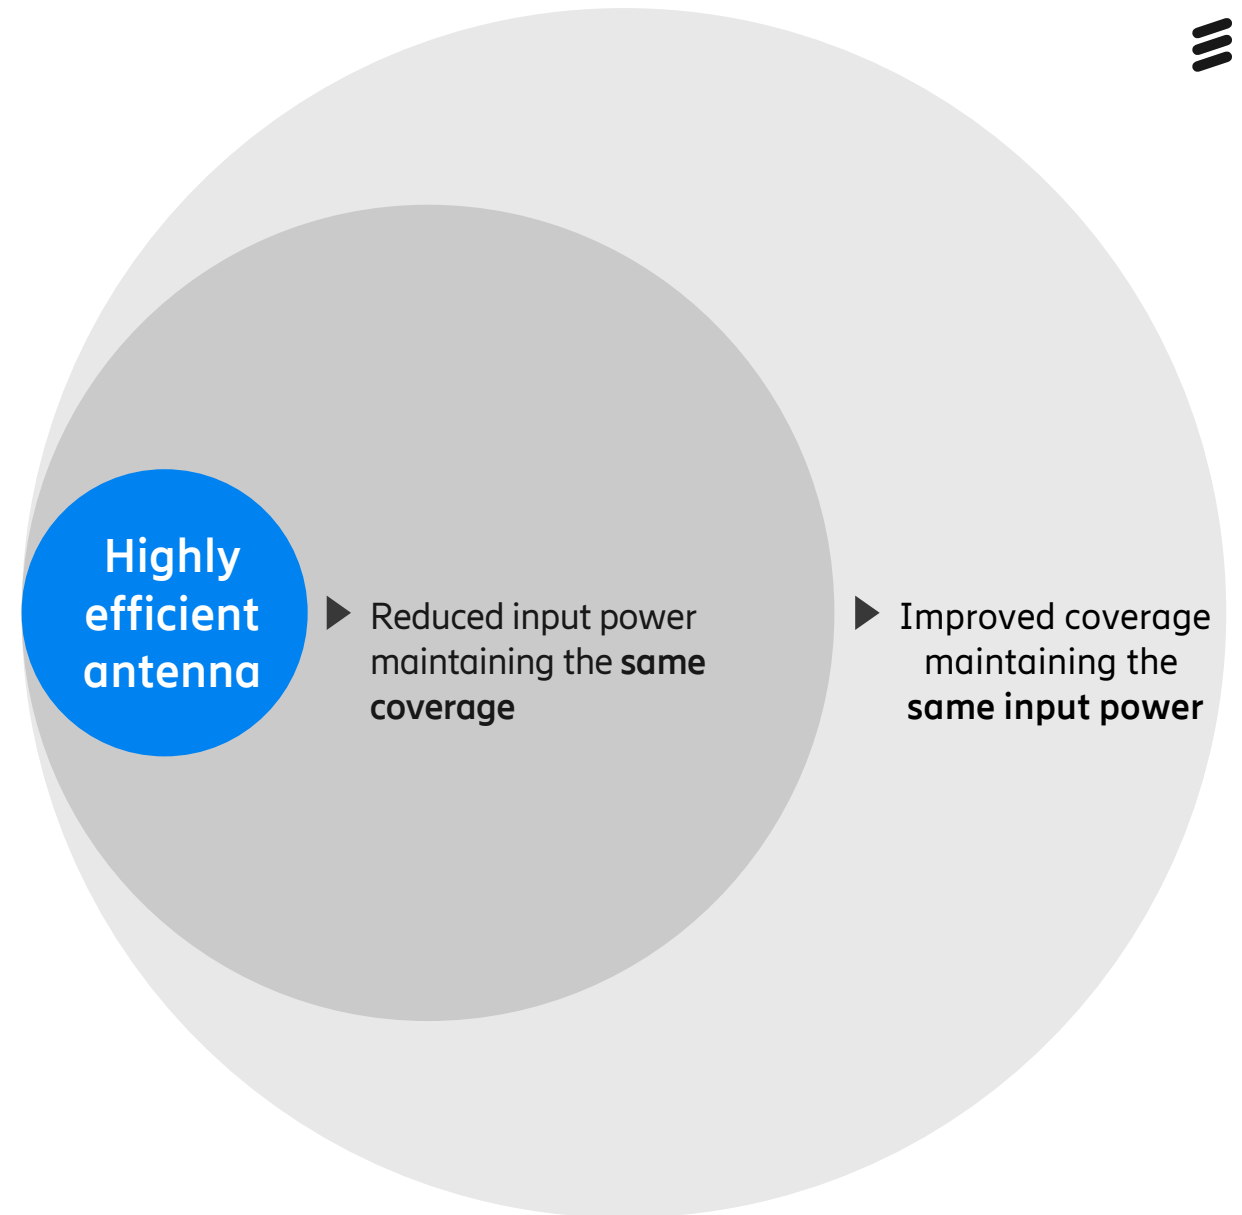 Highly
efficient
antenna
Reduced input power
maintaining the same
coverage
Improved coverage
maintaining the
same input power